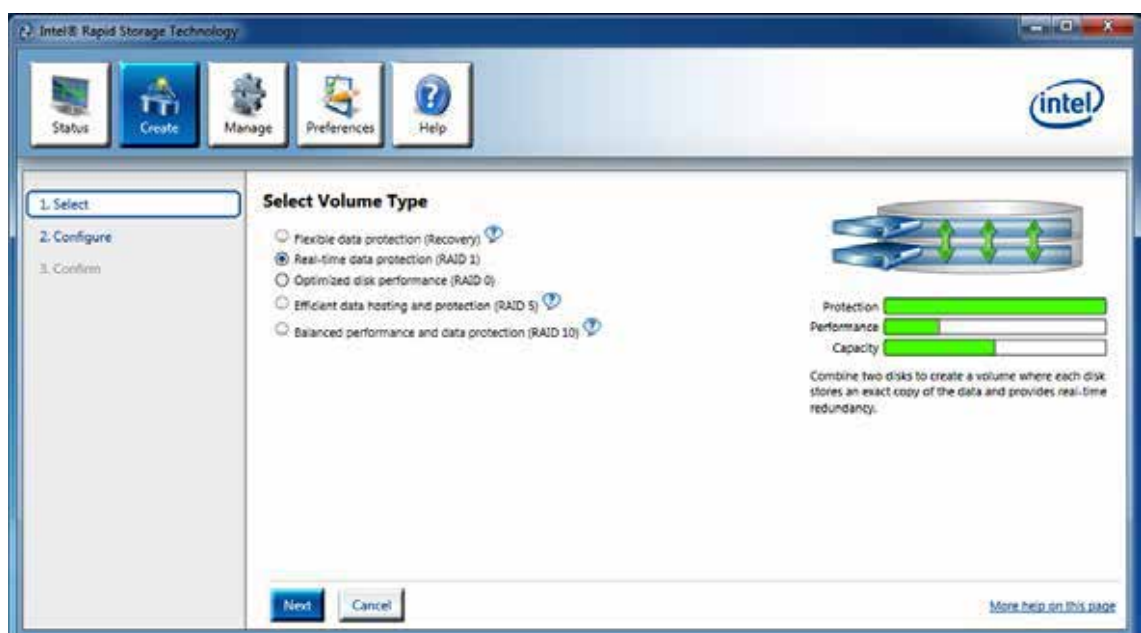 Intel® Rapid Storage Technology
Status
Create
Manage
Preferences
Help
intel
1. Select
2. Configure
3. Confirm
Select Volume Type
Flexible data protection (Recovery)
Real-time data protection (RAID 1)
Optimized disk performance (RAID 0)
Efficient data hosting and protection (RAID 5)
Balanced performance and data protection (RAID 10)
Protection
Performance
Capacity
Combine two disks to create a volume where each disk
stores an exact copy of the data and provides real-time
redundancy.
Next
Cancel
More help on this page